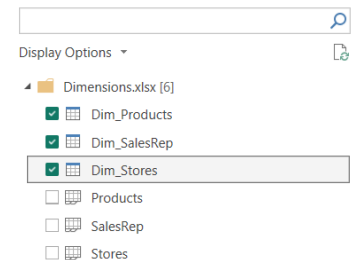 Display Options
Dimensions.xlsx [6]
Dim_Products
Dim_SalesRep
Dim_Stores
Products
SalesRep
Stores